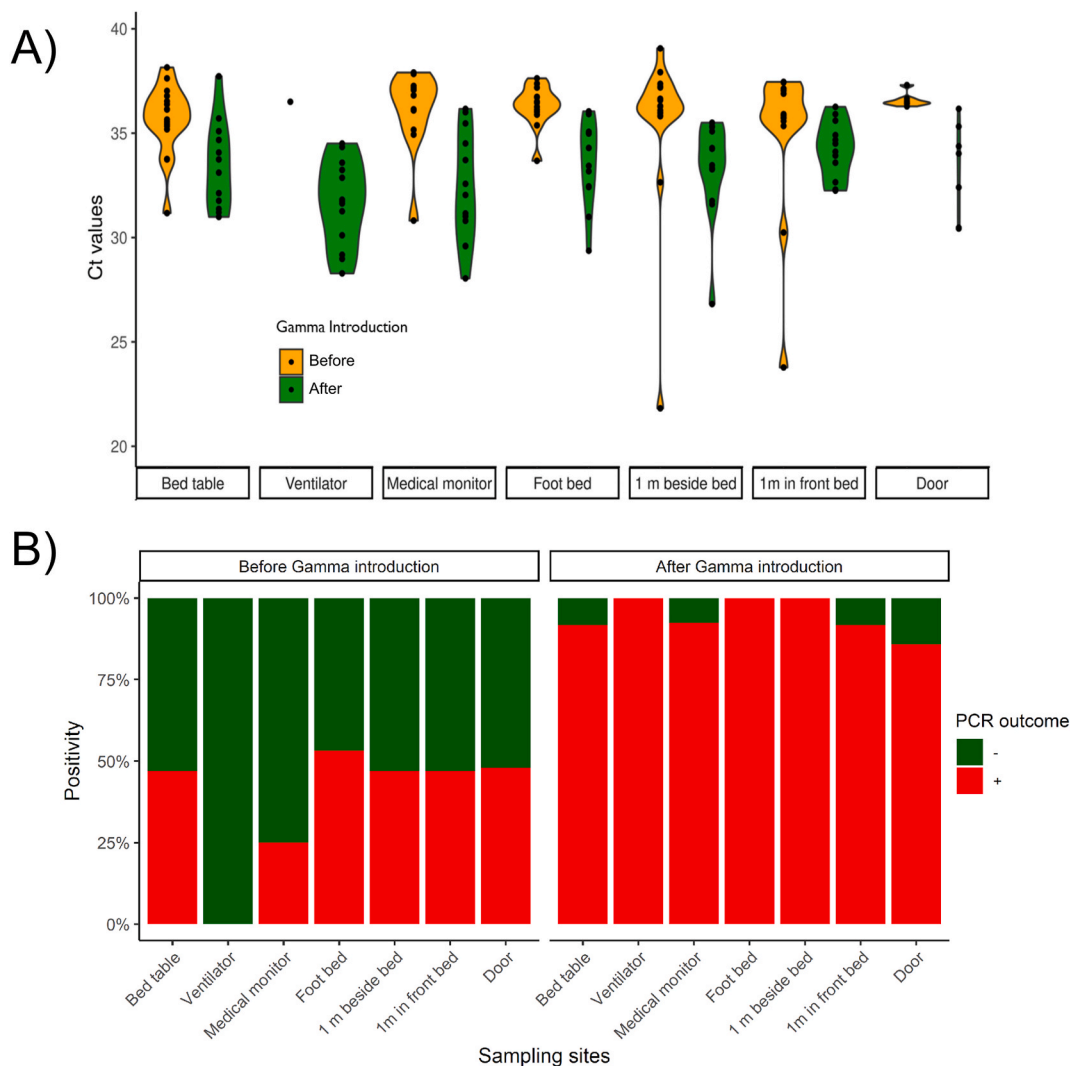 A)
40
35
30
25
20
Ct values
Gamma Introduction
Before
After
Bed table
Ventilator
Medical monitor
Foot bed
1 m beside bed
1m in front bed
Door
B)
Before Gamma introduction
After Gamma introduction
100%
75%
50%
25%
0%
Positivity
PCR outcome
-
+
Bed table
Ventilator
Medical monitor
Foot bed
1 m beside bed
1m in front bed
Door
Bed table
Ventilator
Medical monitor
Foot bed
1 m beside bed
1m in front bed
Door
Sampling sites